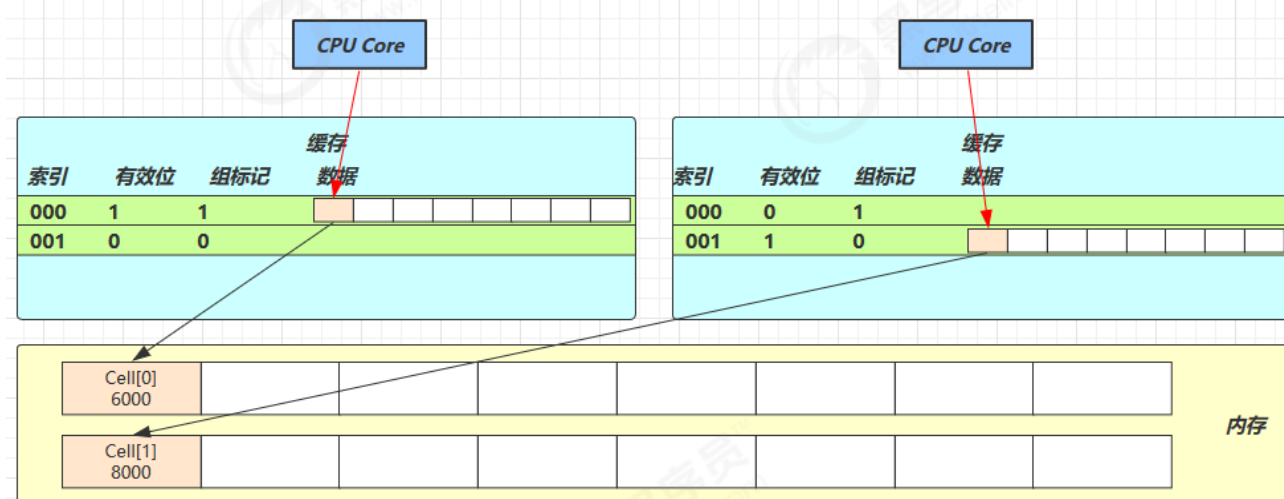 CPU Core
CPU Core
缓存
索引 有效位 组标记 数据
000 1 1
001 0 0
缓存
索引 有效位 组标记 数据
000 0 1
001 1 0
Cell[0]
6000
Cell[1]
8000
内存